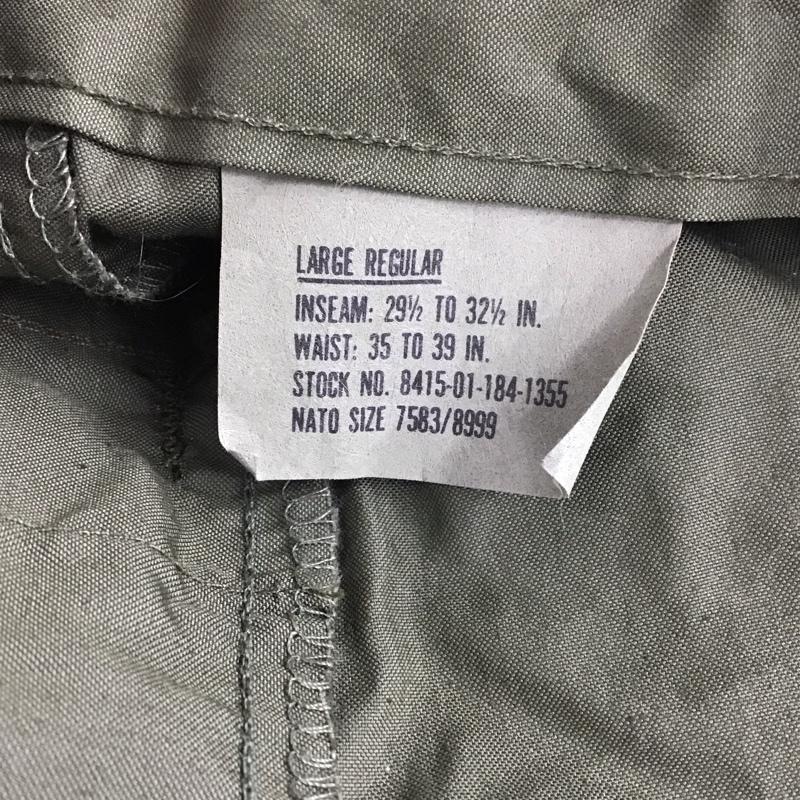 LARGE REGULAR
INSEAM: 29½ TO 32½ IN.
WAIST: 35 TO 39 IN.
STOCK NO. 8415-01-184-1355
NATO SIZE 7583/8999